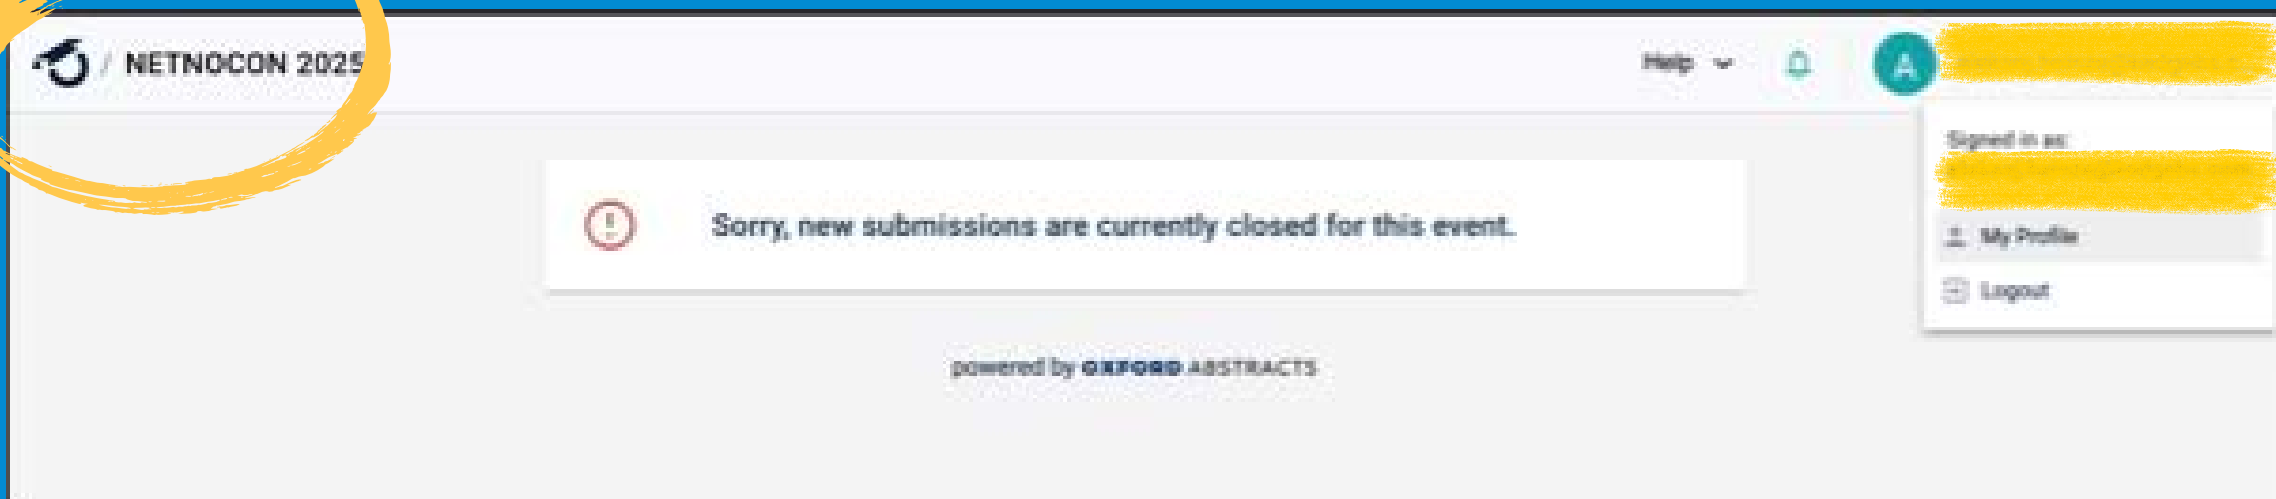 / NETNOCON 2025
Help
A
Signed in as:
Sorry, new submissions are currently closed for this event.
My Profile
Logout
powered by OXFORD ABSTRACTS